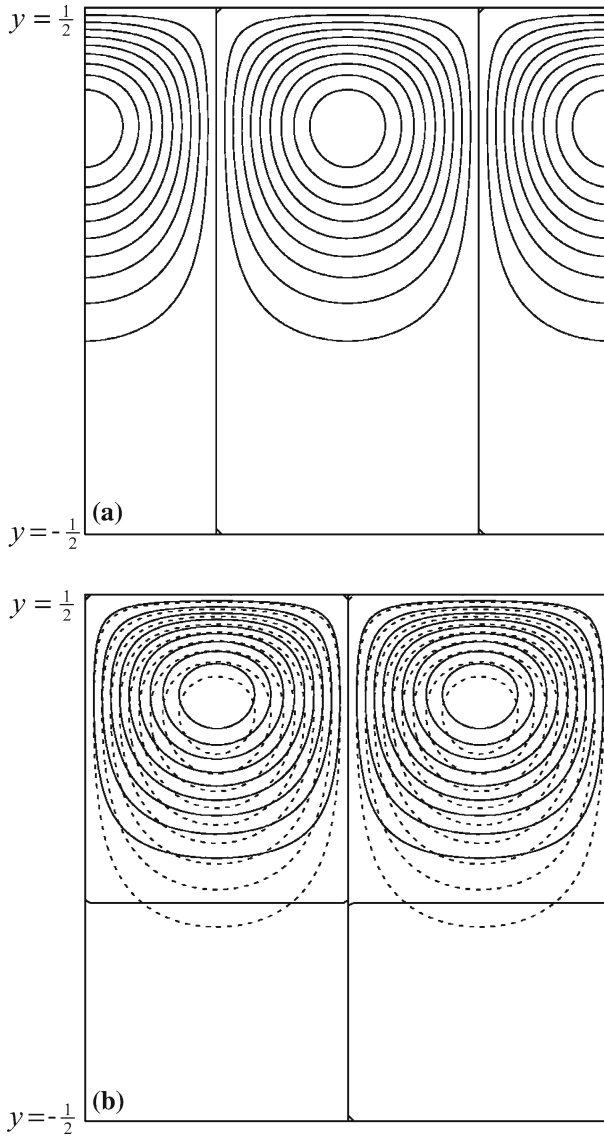 y = 1/2
(a)
y = - 1/2
y = 1/2
(b)
y = - 1/2